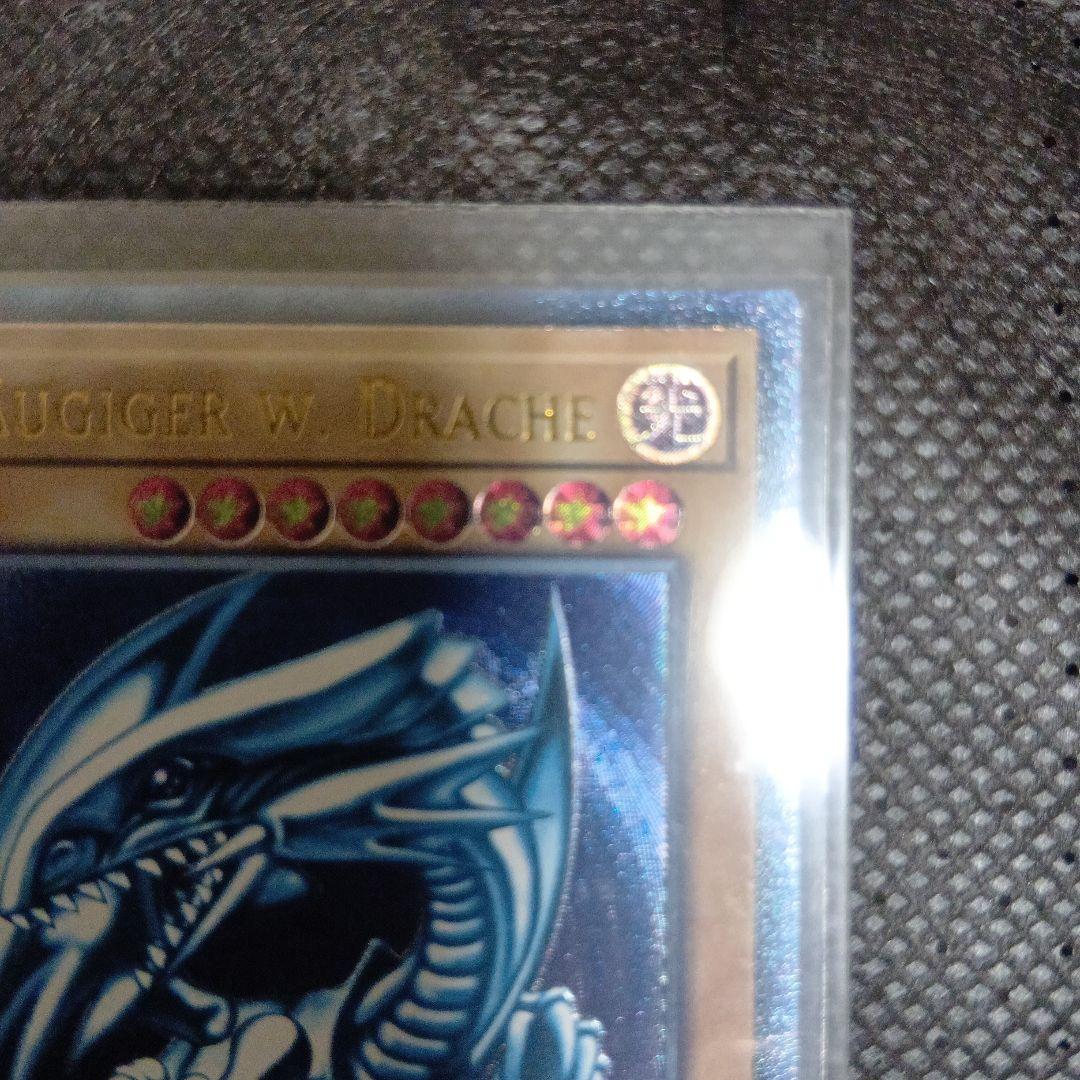 äugiger w. Drache 光